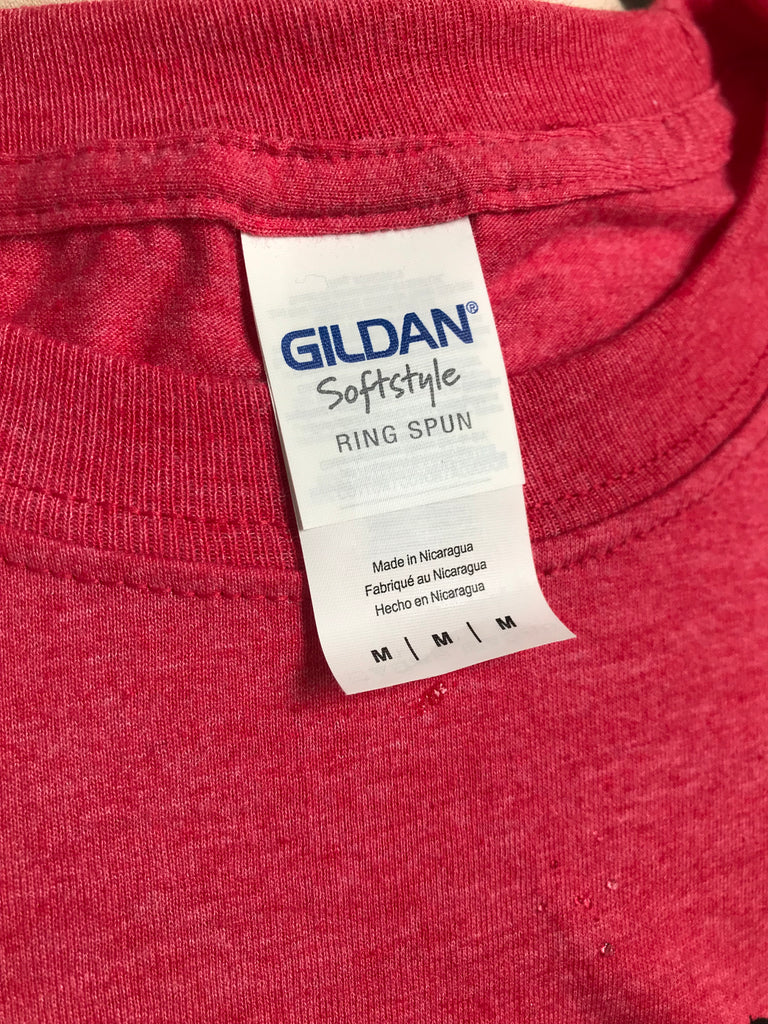 GILDAN®
Softstyle
RING SPUN
Made in Nicaragua
Fabriqué au Nicaragua
Hecho en Nicaragua
M | M | M